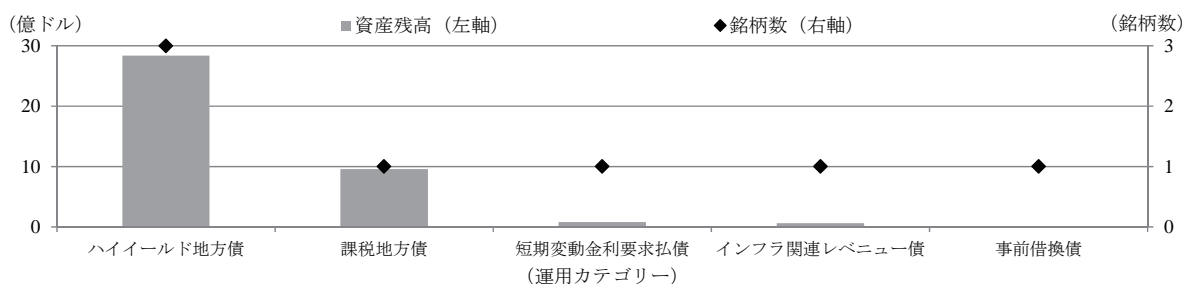 (億ドル) ■資産残高(左軸) ◆銘柄数(右軸) (銘柄数)
30 3
20 2
10 1
0 0
ハイイールド地方債 課税地方債 短期変動金利要求払債 インフラ関連レベニュー債 事前借換債
(運用カテゴリー)